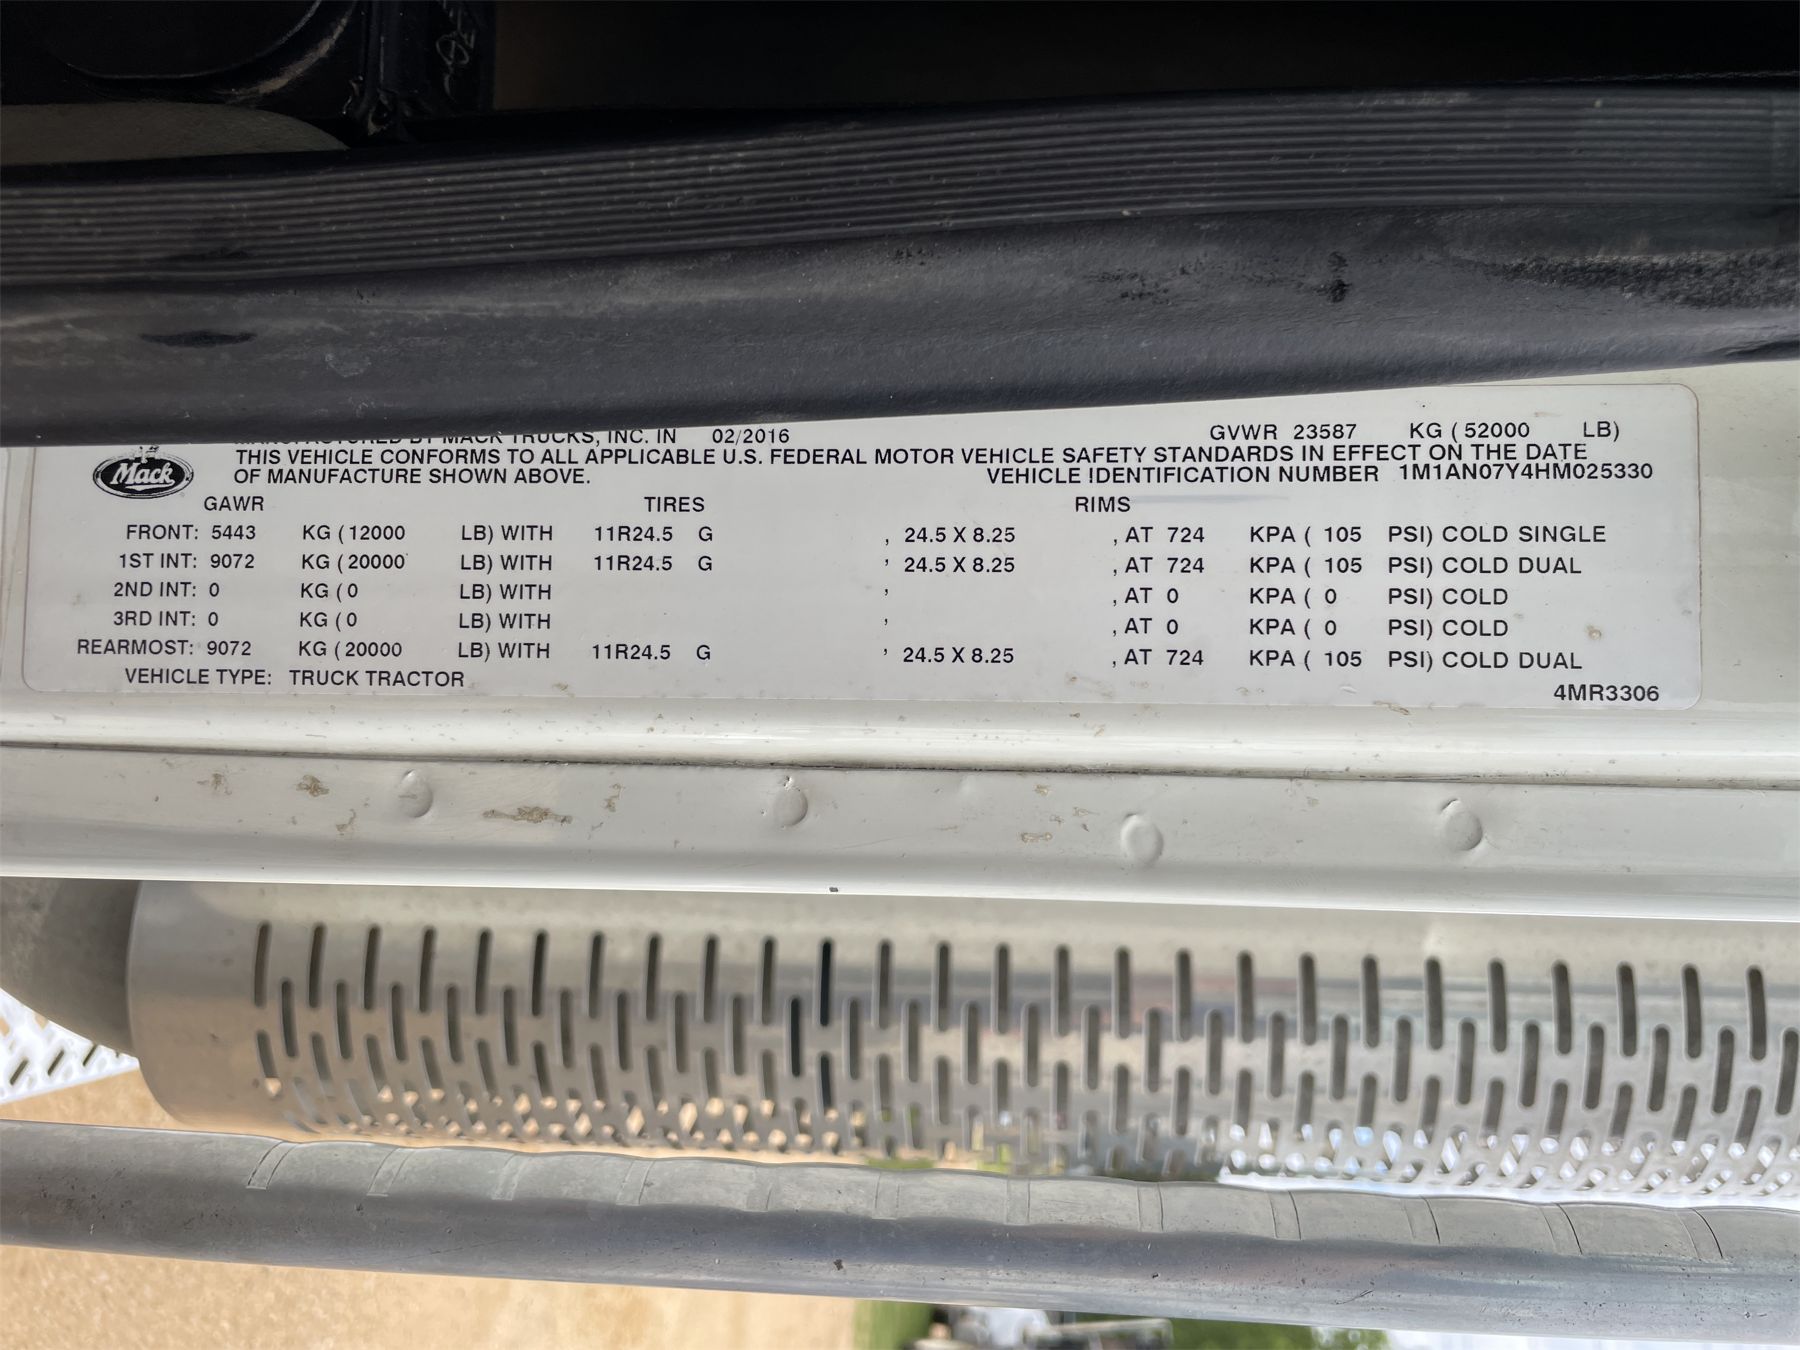 MANUFACTURED BY MACK TRUCKS, INC. IN 02/2016 GVWR 23587 KG ( 52000 LB)
Mack
THIS VEHICLE CONFORMS TO ALL APPLICABLE U.S. FEDERAL MOTOR VEHICLE SAFETY STANDARDS IN EFFECT ON THE DATE
OF MANUFACTURE SHOWN ABOVE. VEHICLE IDENTIFICATION NUMBER 1M1AN07Y4HM025330
GAWR TIRES RIMS
FRONT: 5443 KG ( 12000 LB) WITH 11R24.5 G , 24.5 X 8.25 , AT 724 KPA ( 105 PSI) COLD SINGLE
1ST INT: 9072 KG ( 20000 LB) WITH 11R24.5 G , 24.5 X 8.25 , AT 724 KPA ( 105 PSI) COLD DUAL
2ND INT: 0 KG ( 0 LB) WITH , , AT 0 KPA ( 0 PSI) COLD
3RD INT: 0 KG ( 0 LB) WITH , , AT 0 KPA ( 0 PSI) COLD
REARMOST: 9072 KG ( 20000 LB) WITH 11R24.5 G , 24.5 X 8.25 , AT 724 KPA ( 105 PSI) COLD DUAL
VEHICLE TYPE: TRUCK TRACTOR
4MR3306